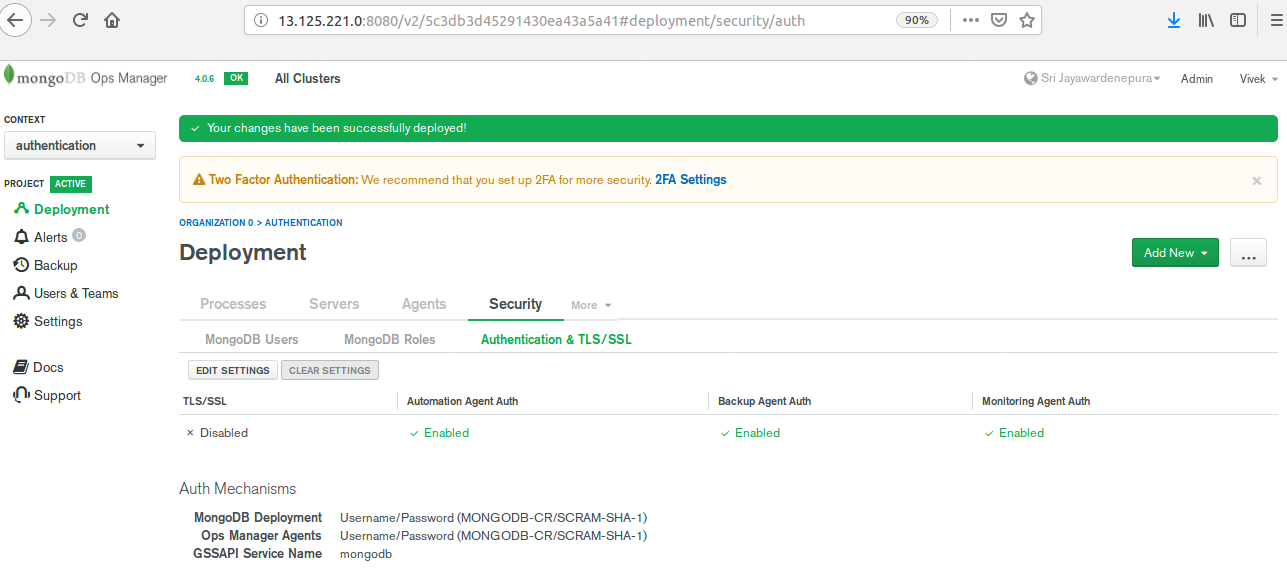 13.125.221.0:8080/v2/5c3db3d45291430ea43a5a41#deployment/security/auth 90%
mongoDB Ops Manager 4.0.6 OK All Clusters Sri Jayawardenepura Admin Vivek
CONTEXT
authentication
PROJECT ACTIVE
Deployment
Alerts 0
Backup
Users & Teams
Settings
Docs
Support
Your changes have been successfully deployed!
Two Factor Authentication: We recommend that you set up 2FA for more security. 2FA Settings ×
ORGANIZATION 0 > AUTHENTICATION
Deployment Add New ...
Processes Servers Agents Security More
MongoDB Users MongoDB Roles Authentication & TLS/SSL
EDIT SETTINGS CLEAR SETTINGS
TLS/SSL Automation Agent Auth Backup Agent Auth Monitoring Agent Auth
× Disabled ✓ Enabled ✓ Enabled ✓ Enabled
Auth Mechanisms
MongoDB Deployment Username/Password (MONGODB-CR/SCRAM-SHA-1)
Ops Manager Agents Username/Password (MONGODB-CR/SCRAM-SHA-1)
GSSAPI Service Name mongodb